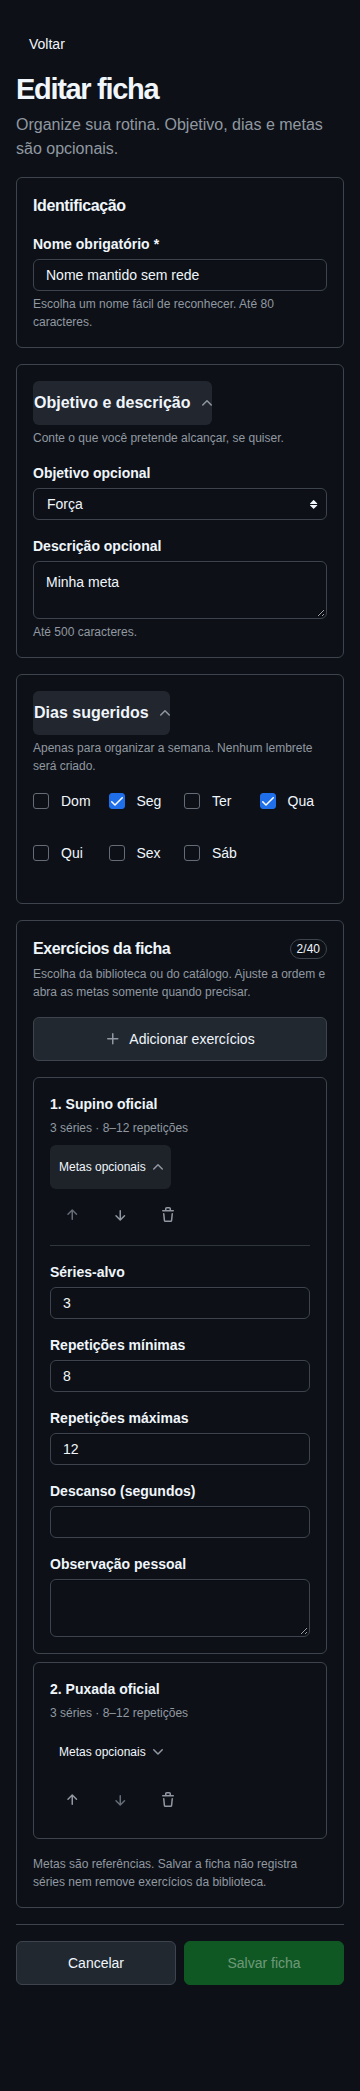 Voltar
Editar ficha
Organize sua rotina. Objetivo, dias e metas
são opcionais.
Identificação
Nome obrigatório *
Nome mantido sem rede
Escolha um nome fácil de reconhecer. Até 80
caracteres.
Objetivo e descrição
Conte o que você pretende alcançar, se quiser.
Objetivo opcional
Força
Descrição opcional
Minha meta
Até 500 caracteres.
Dias sugeridos
Apenas para organizar a semana. Nenhum lembrete
será criado.
Dom Seg Ter Qua
Qui Sex Sáb
Exercícios da ficha 2/40
Escolha da biblioteca ou do catálogo. Ajuste a ordem e
abra as metas somente quando precisar.
Adicionar exercícios
1. Supino oficial
3 séries · 8–12 repetições
Metas opcionais
Séries-alvo
3
Repetições mínimas
8
Repetições máximas
12
Descanso (segundos)
Observação pessoal
2. Puxada oficial
3 séries · 8–12 repetições
Metas opcionais
Metas são referências. Salvar a ficha não registra
séries nem remove exercícios da biblioteca.
Cancelar Salvar ficha